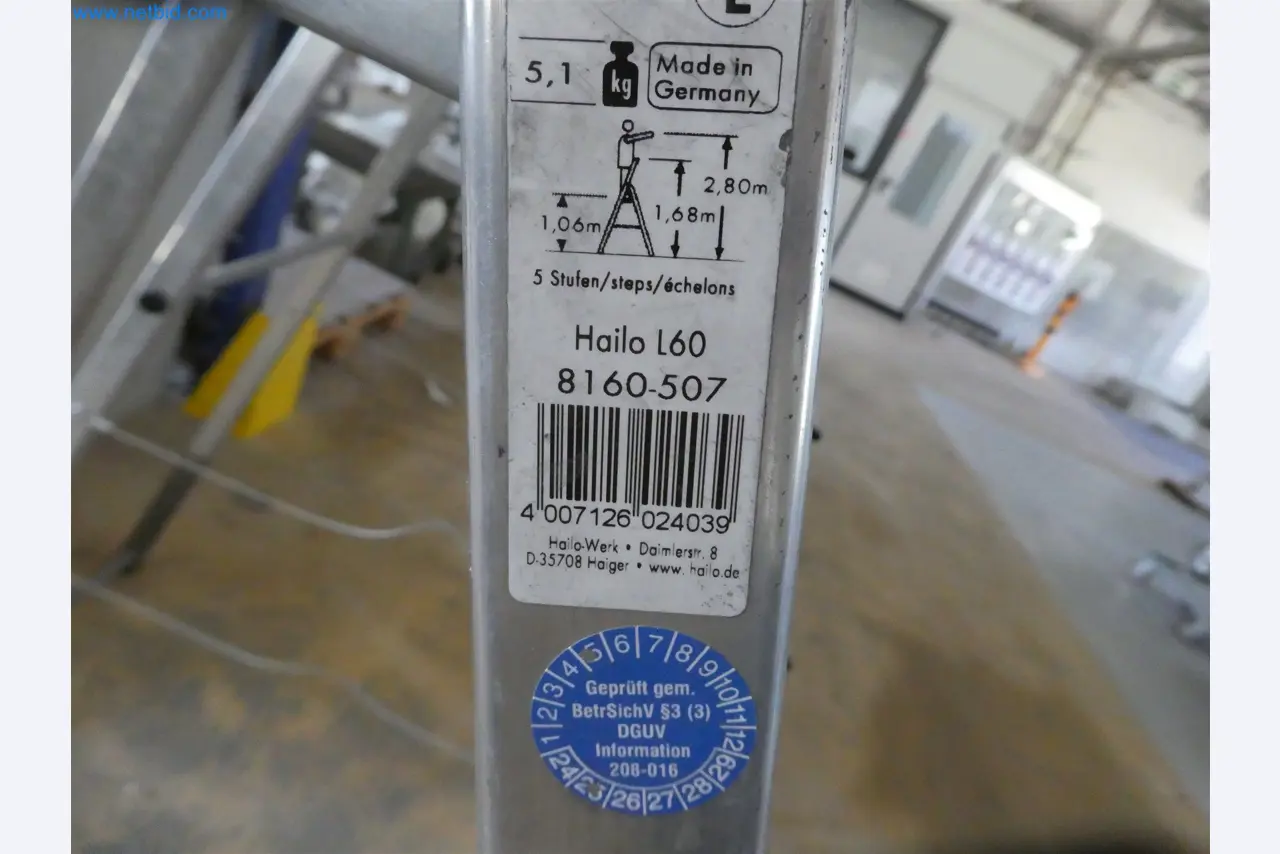 www.netbid.com
L
5,1
kg
Made in
Germany
2,80m
1,68m
1,06m
5 Stufen/steps/échelons
Hailo L60
8160-507
4 007126 024039
Hailo-Werk • Daimlerstr. 8
D-35708 Haiger • www.hailo.de
1 2 3 4 5 6 7 8 9 10 11 12
Geprüft gem.
BetrSichV §3 (3)
DGUV
Information
208-016
24 25 26 27 28 29